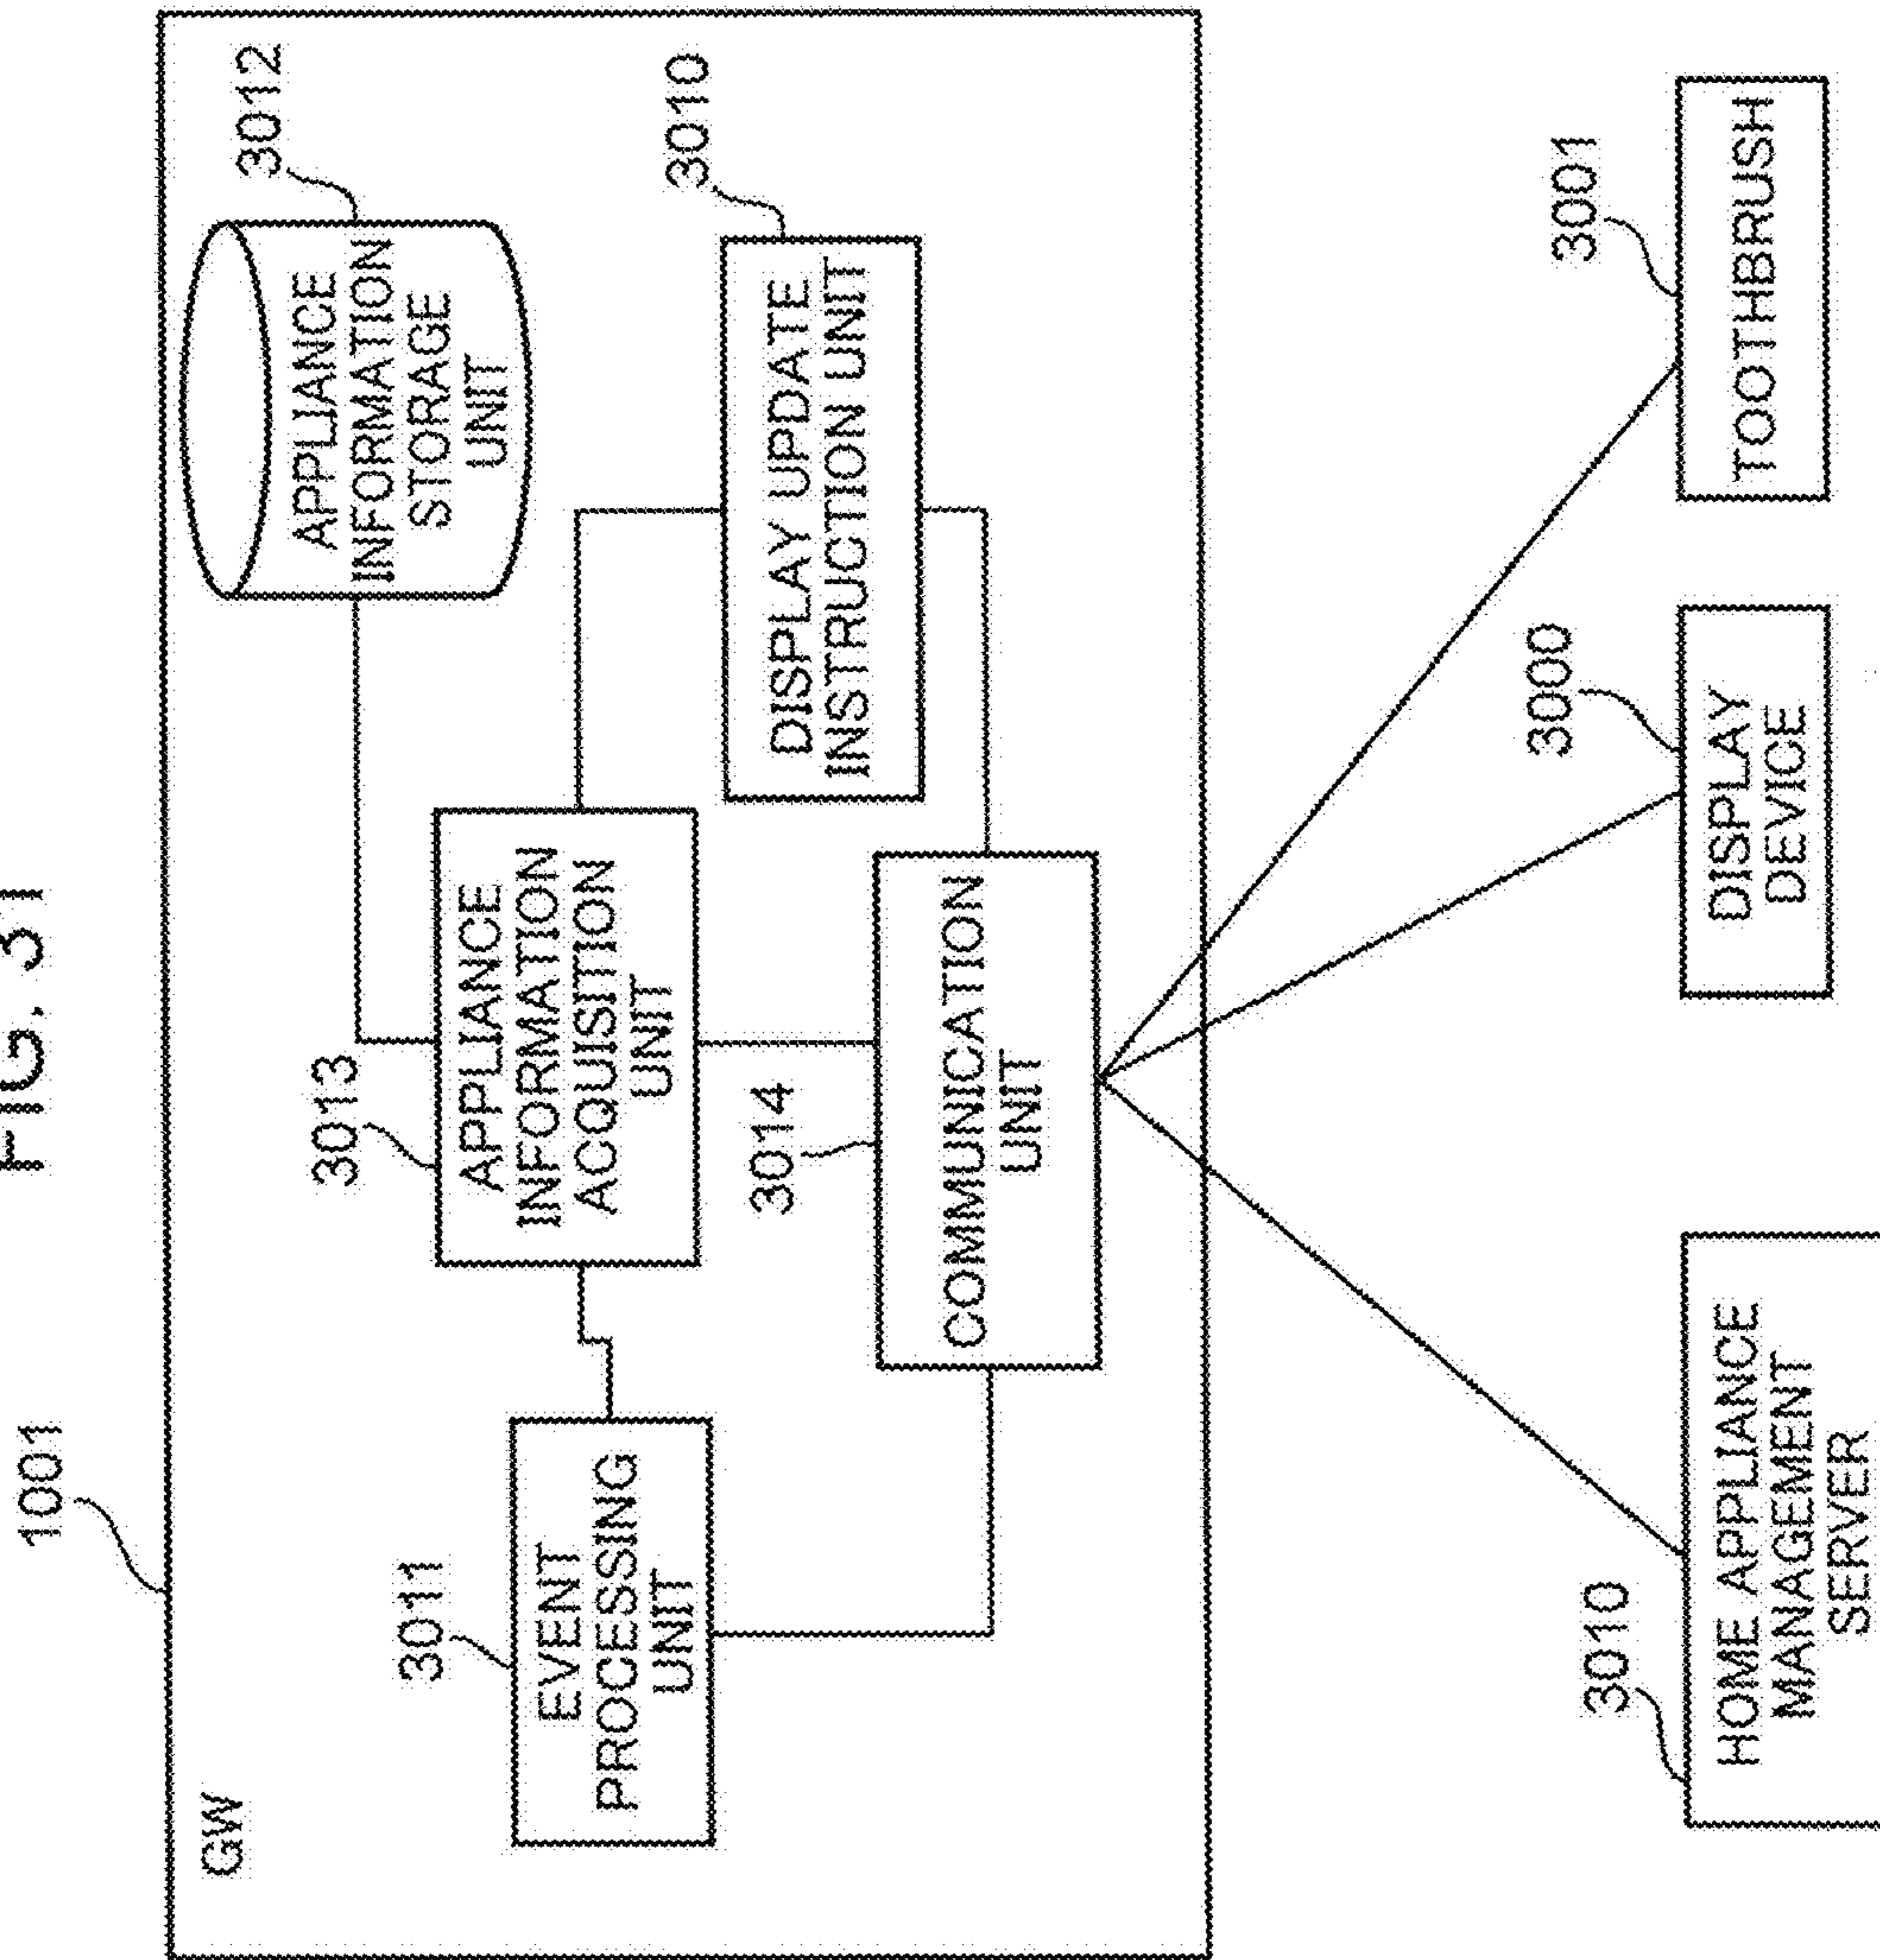 FIG. 31
1001
GW
3012
APPLIANCE
INFORMATION
STORAGE
UNIT
3013
APPLIANCE
INFORMATION
ACQUISITION
UNIT
3011
EVENT
PROCESSING
UNIT
3010
DISPLAY UPDATE
INSTRUCTION UNIT
3014
COMMUNICATION
UNIT
3010
HOME APPLIANCE
MANAGEMENT
SERVER
3000
DISPLAY
DEVICE
3001
TOOTHBRUSH